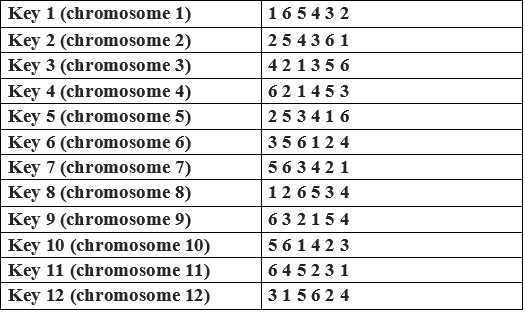 Key 1 (chromosome 1) 1 6 5 4 3 2
Key 2 (chromosome 2) 2 5 4 3 6 1
Key 3 (chromosome 3) 4 2 1 3 5 6
Key 4 (chromosome 4) 6 2 1 4 5 3
Key 5 (chromosome 5) 2 5 3 4 1 6
Key 6 (chromosome 6) 3 5 6 1 2 4
Key 7 (chromosome 7) 5 6 3 4 2 1
Key 8 (chromosome 8) 1 2 6 5 3 4
Key 9 (chromosome 9) 6 3 2 1 5 4
Key 10 (chromosome 10) 5 6 1 4 2 3
Key 11 (chromosome 11) 6 4 5 2 3 1
Key 12 (chromosome 12) 3 1 5 6 2 4